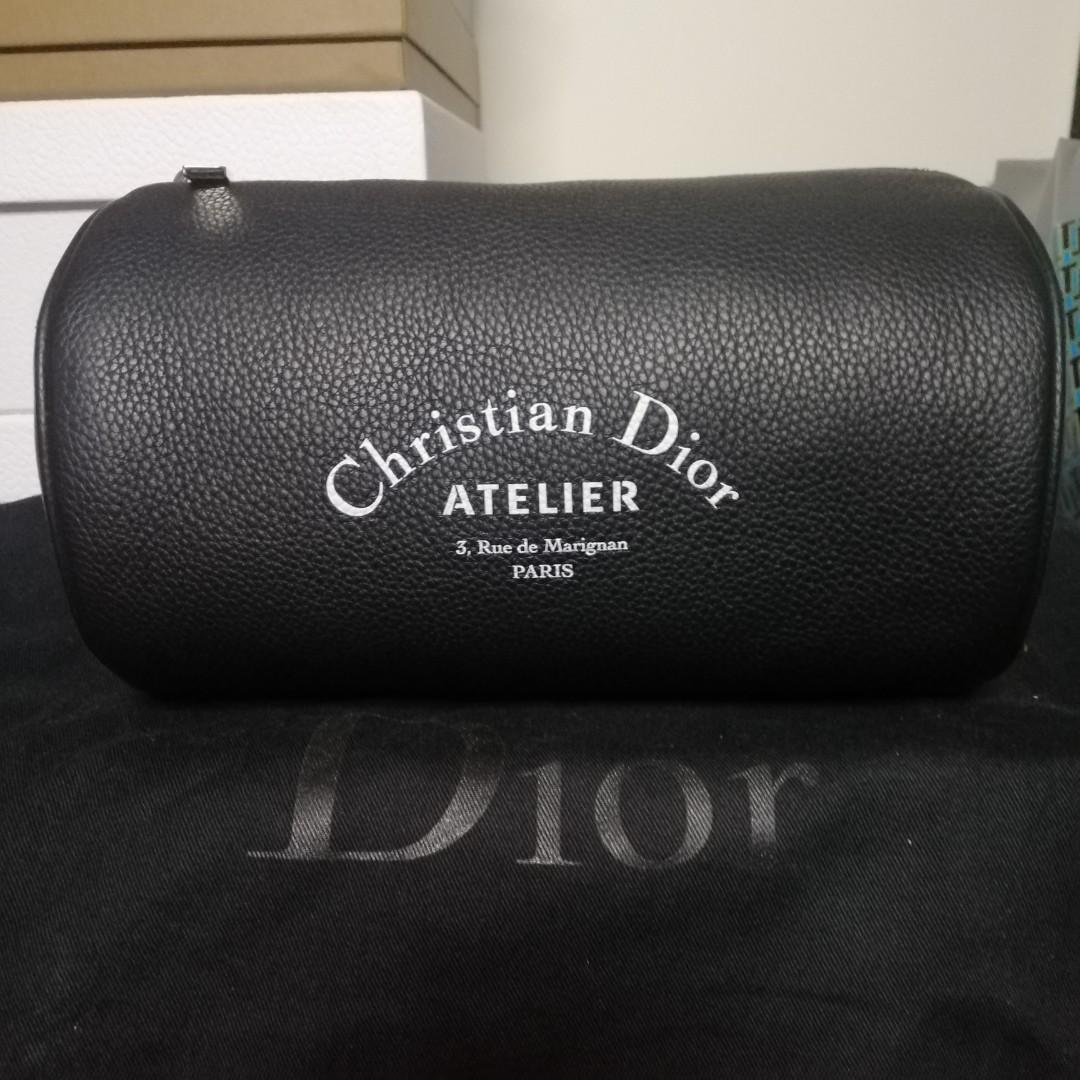 Christian Dior
ATELIER
3, Rue de Marignan
PARIS
Dior